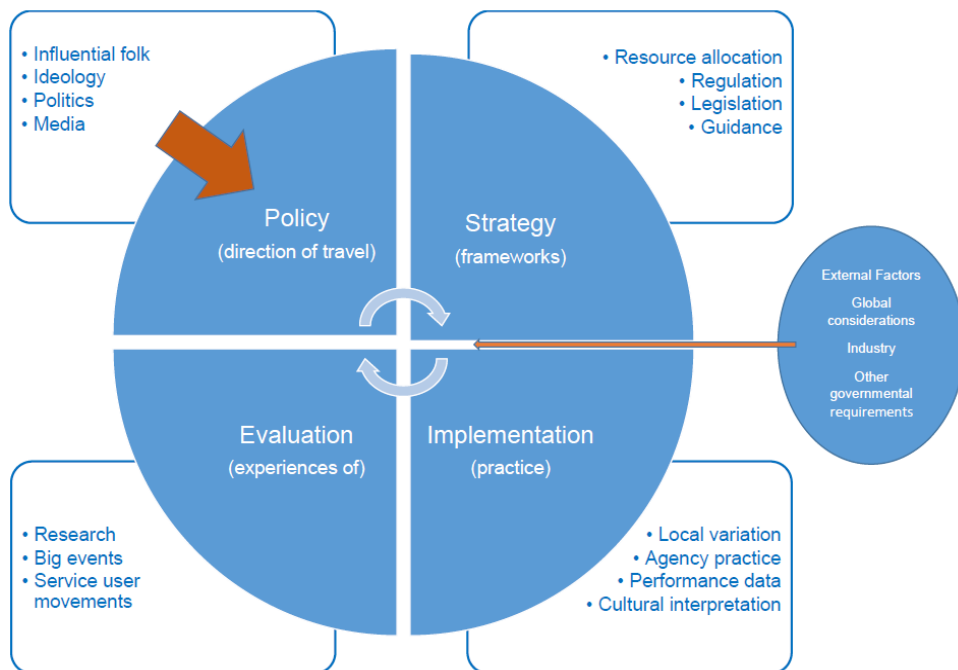 • Influential folk
• Ideology
• Politics
• Media
• Resource allocation
• Regulation
• Legislation
• Guidance
Policy
(direction of travel)
Strategy
(frameworks)
External Factors
Global
considerations
Industry
Other
governmental
requirements
Evaluation
(experiences of)
Implementation
(practice)
• Research
• Big events
• Service user
movements
• Local variation
• Agency practice
• Performance data
• Cultural interpretation